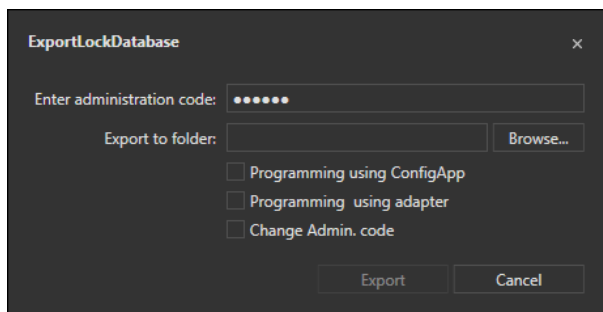 ExportLockDatabase
Enter administration code: ●●●●●●
Export to folder: Browse...
Programming using ConfigApp
Programming using adapter
Change Admin. code
Export Cancel